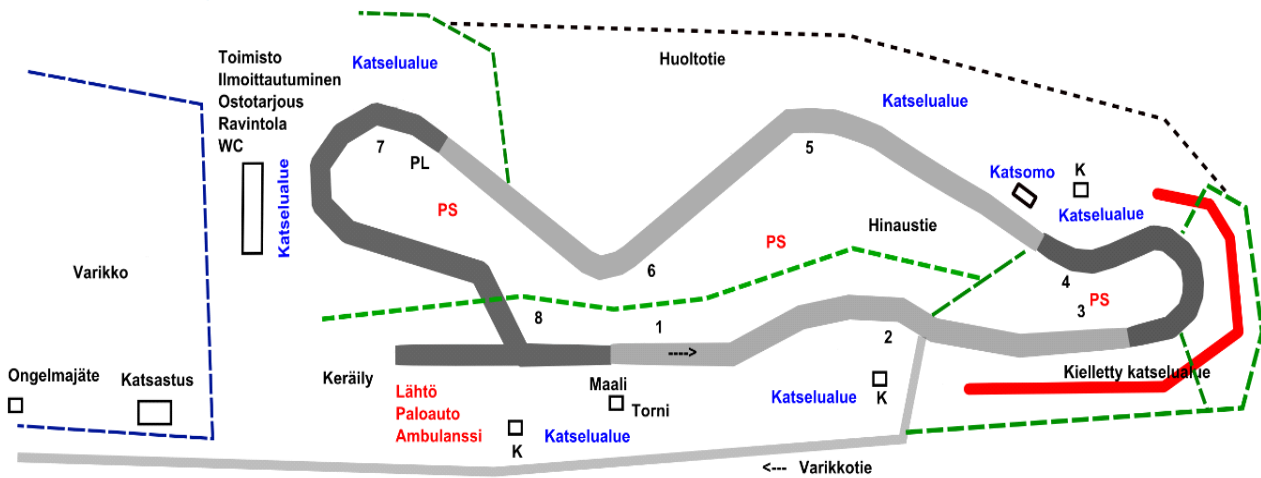 Toimisto
Ilmoittautuminen
Ostotarjous
Ravintola
WC
Katselualue
Katselualue
Huoltotie
Katselualue
7
PL
5
Katsomo
K
Katselualue
PS
PS
Hinaustie
Varikko
6
4
PS
3
8
1
---->
2
Ongelmajäte
Katsastus
Keräily
Lähtö
Paloauto
Ambulanssi
Maali
Torni
Kielletty katselualue
Katselualue
K
K
Katselualue
<--- Varikkotie